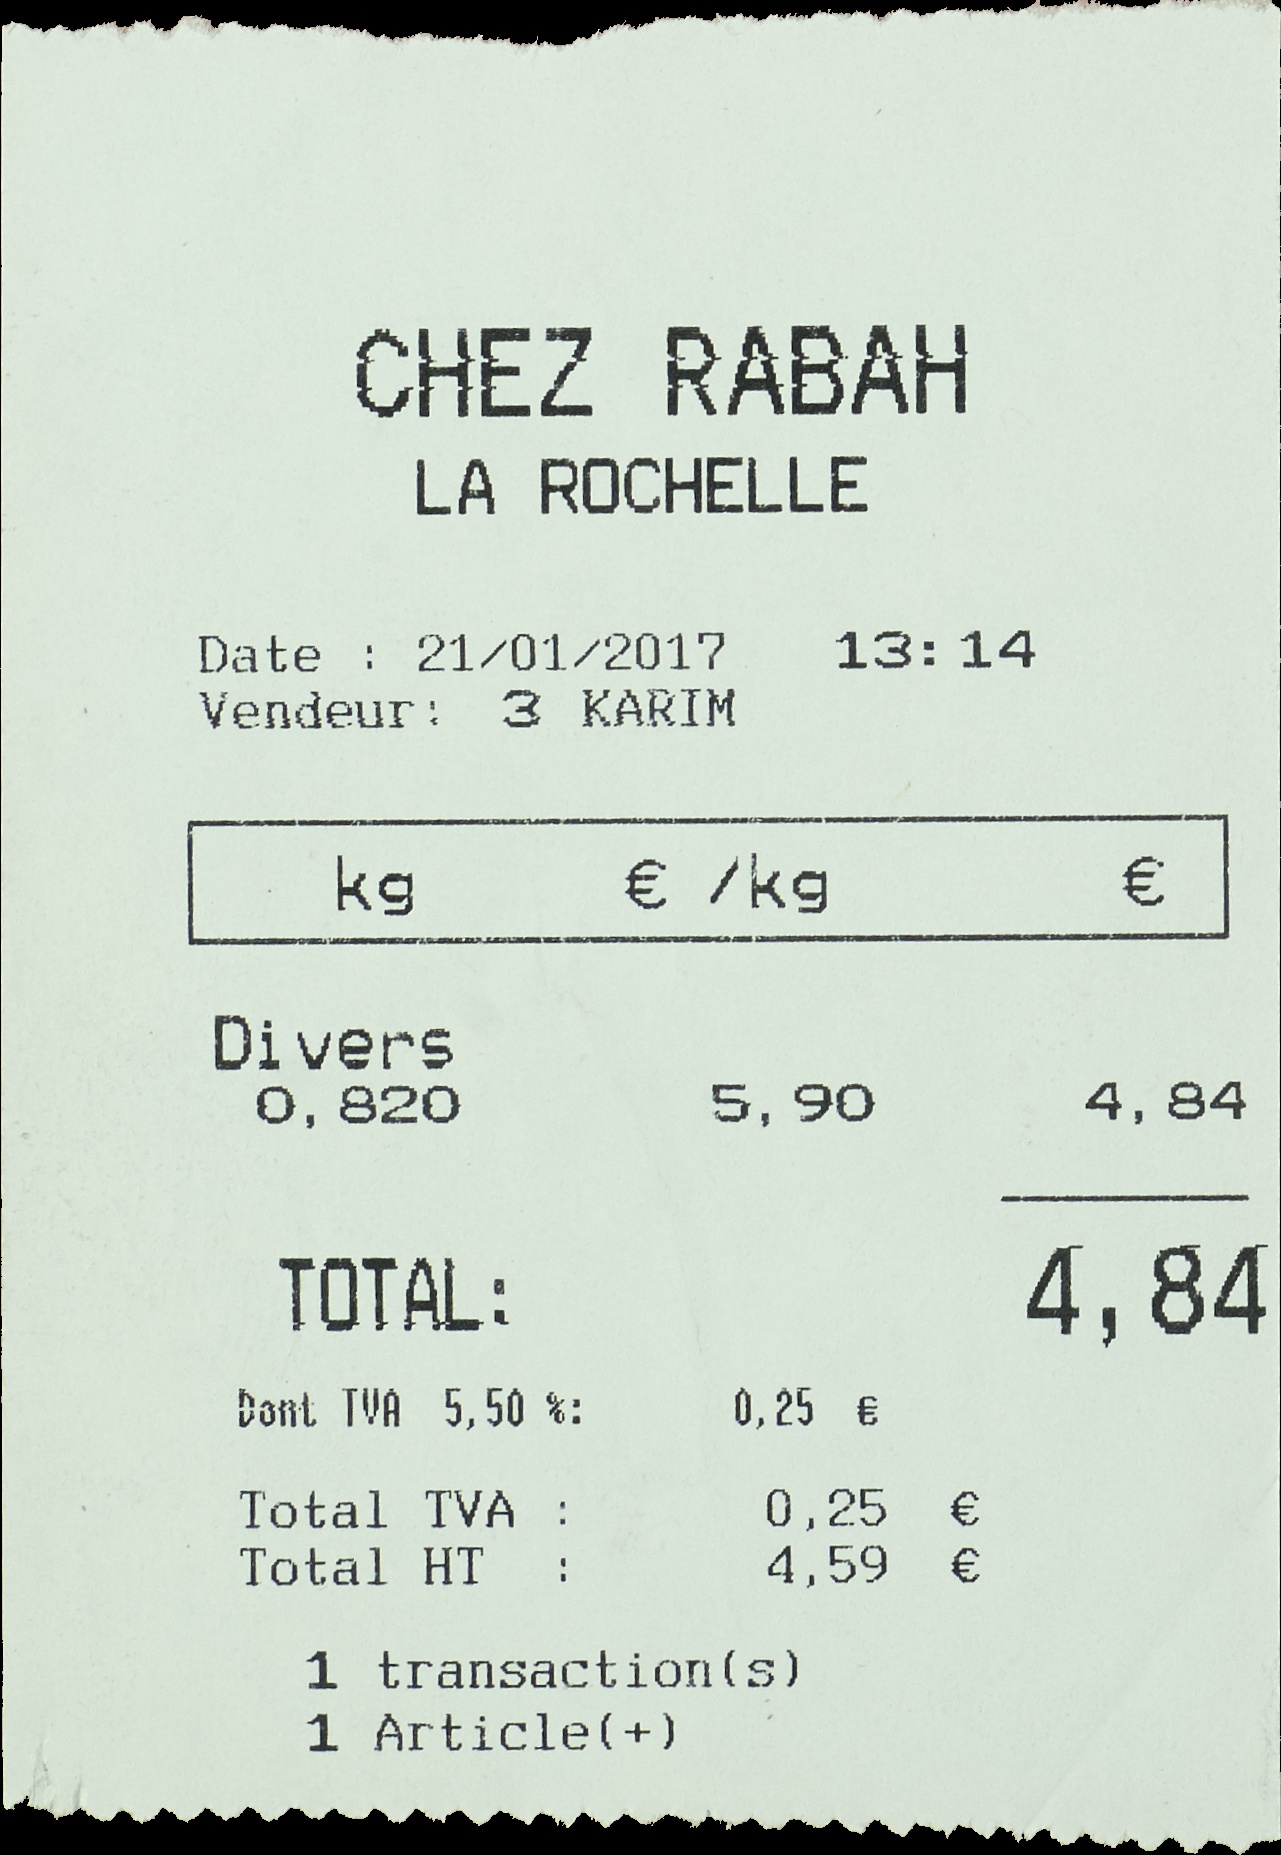 CHEZ RABAH
LA ROCHELLE
Date : 21/01/2017 13:14
Vendeur: 3 KARIM
kg € /kg €
Divers
0,820 5,90 4,84
TOTAL: 4,84
Dont TVA 5,50 %: 0,25 €
Total TVA : 0,25 €
Total HT : 4,59 €
1 transaction(s)
1 Article(+)